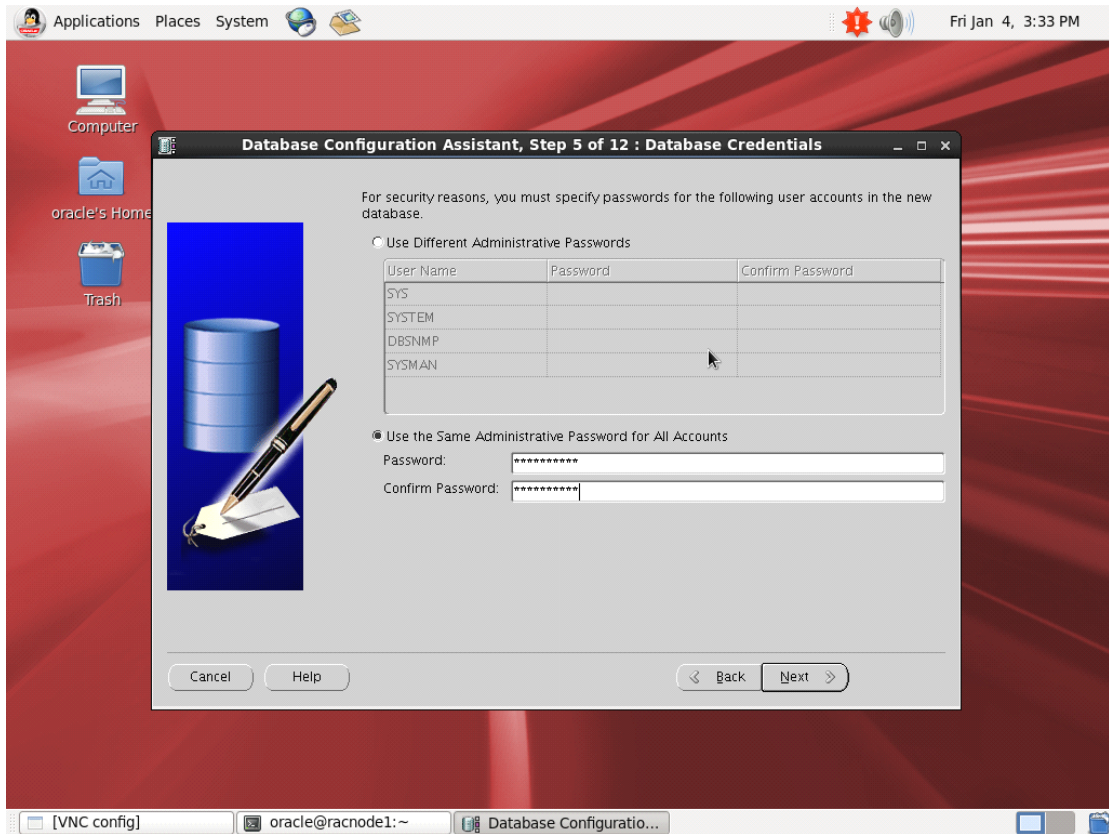 Applications Places System Fri Jan 4, 3:33 PM
Computer
oracle's Home
Trash
Database Configuration Assistant, Step 5 of 12 : Database Credentials
For security reasons, you must specify passwords for the following user accounts in the new
database.
Use Different Administrative Passwords
User Name Password Confirm Password
SYS
SYSTEM
DBSNMP
SYSMAN
Use the Same Administrative Password for All Accounts
Password: **********
Confirm Password: **********
Cancel Help Back Next
[VNC config] oracle@racnode1:~ Database Configuratio...